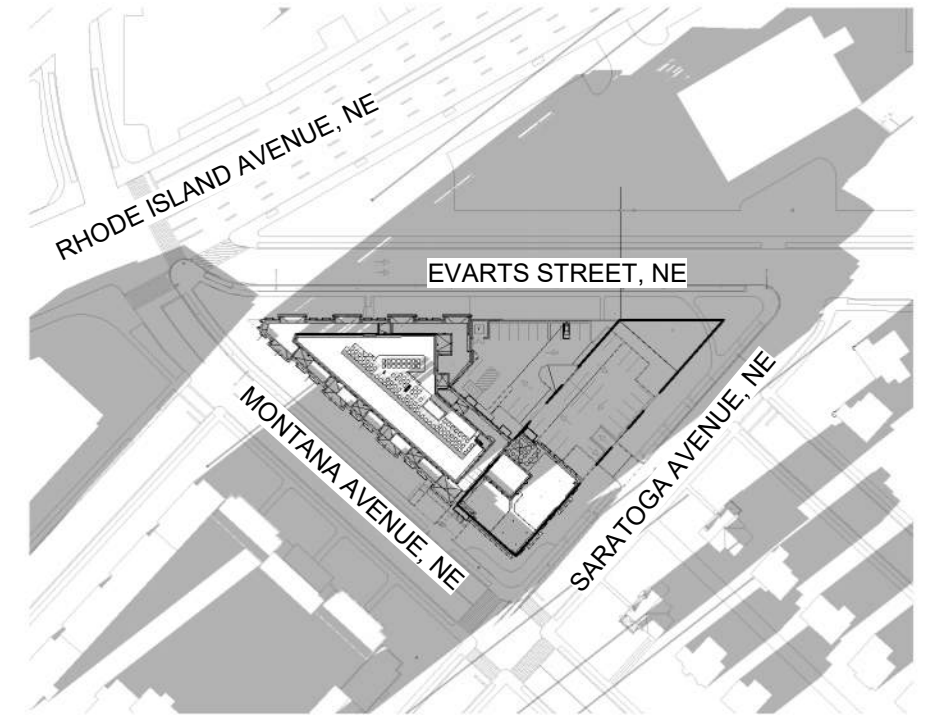 RHODE ISLAND AVENUE, NE
EVARTS STREET, NE
MONTANA AVENUE, NE
SARATOGA AVENUE, NE